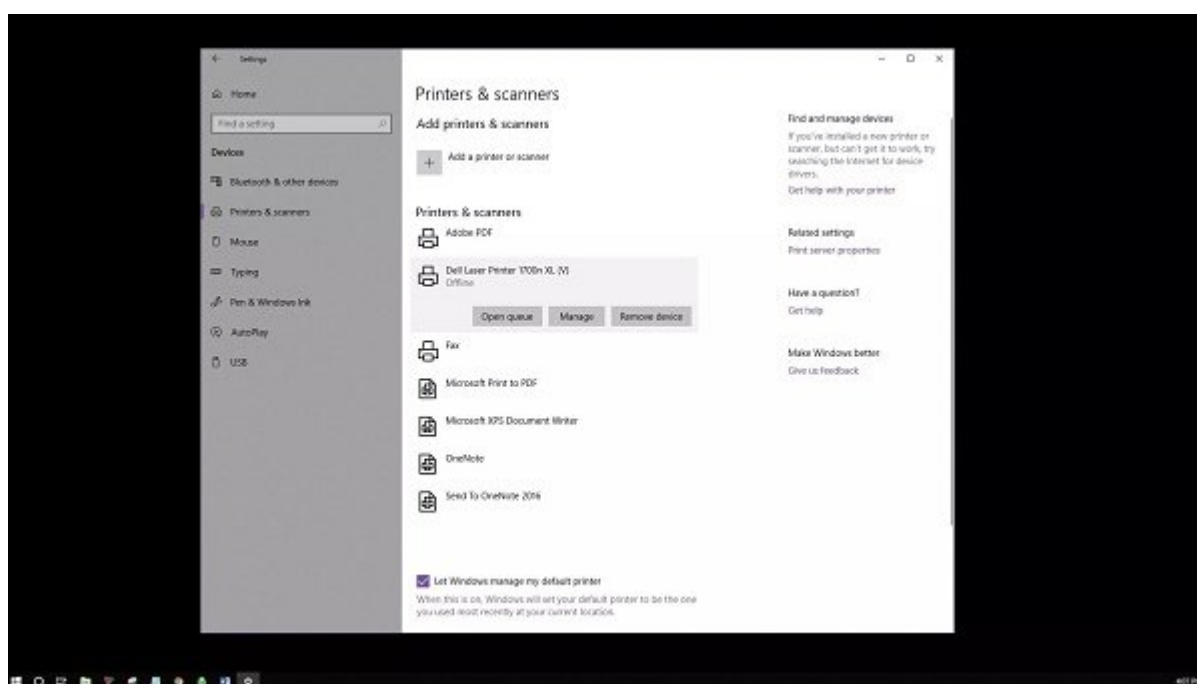 Settings
Home
Find a setting
Devices
Bluetooth & other devices
Printers & scanners
Mouse
Typing
Pen & Windows Ink
AutoPlay
USB
Printers & scanners
Add printers & scanners
Add a printer or scanner
Printers & scanners
Adobe PDF
Dell Laser Printer 1700n XL (V)
Offline
Open queue
Manage
Remove device
Fax
Microsoft Print to PDF
Microsoft XPS Document Writer
OneNote
Send To OneNote 2016
Let Windows manage my default printer
When this is on, Windows will set your default printer to be the one
you used most recently at your current location.
Find and manage devices
If you've installed a new printer or
scanner, but can't get it to work, try
searching the Internet for device
drivers.
Get help with your printer
Related settings
Print server properties
Have a question?
Get help
Make Windows better
Give us feedback